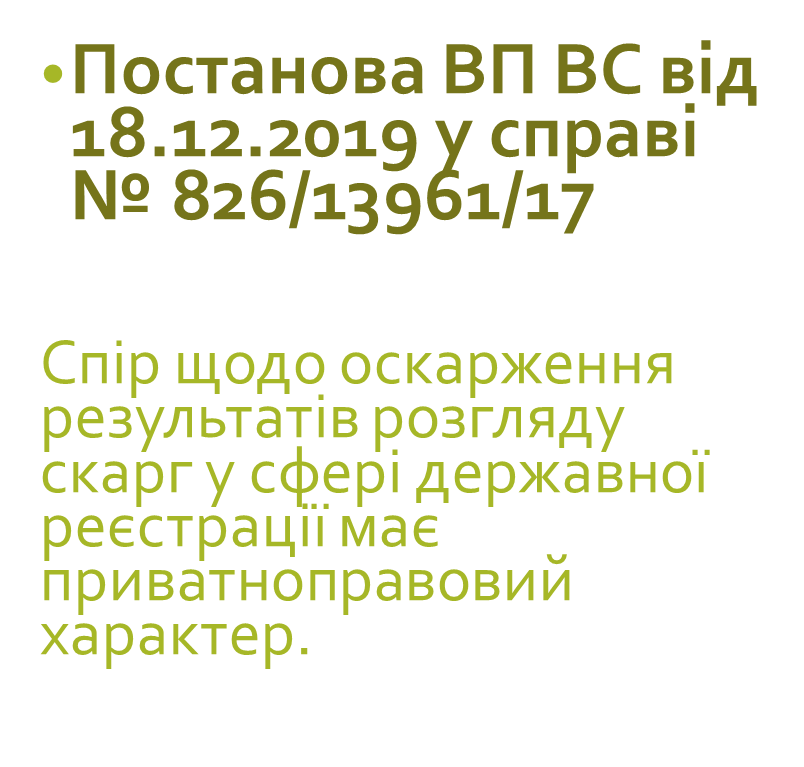 •Постанова ВП ВС від
18.12.2019 у справі
№ 826/13961/17
Спір щодо оскарження
результатів розгляду
скарг у сфері державної
реєстрації має
приватноправовий
характер.